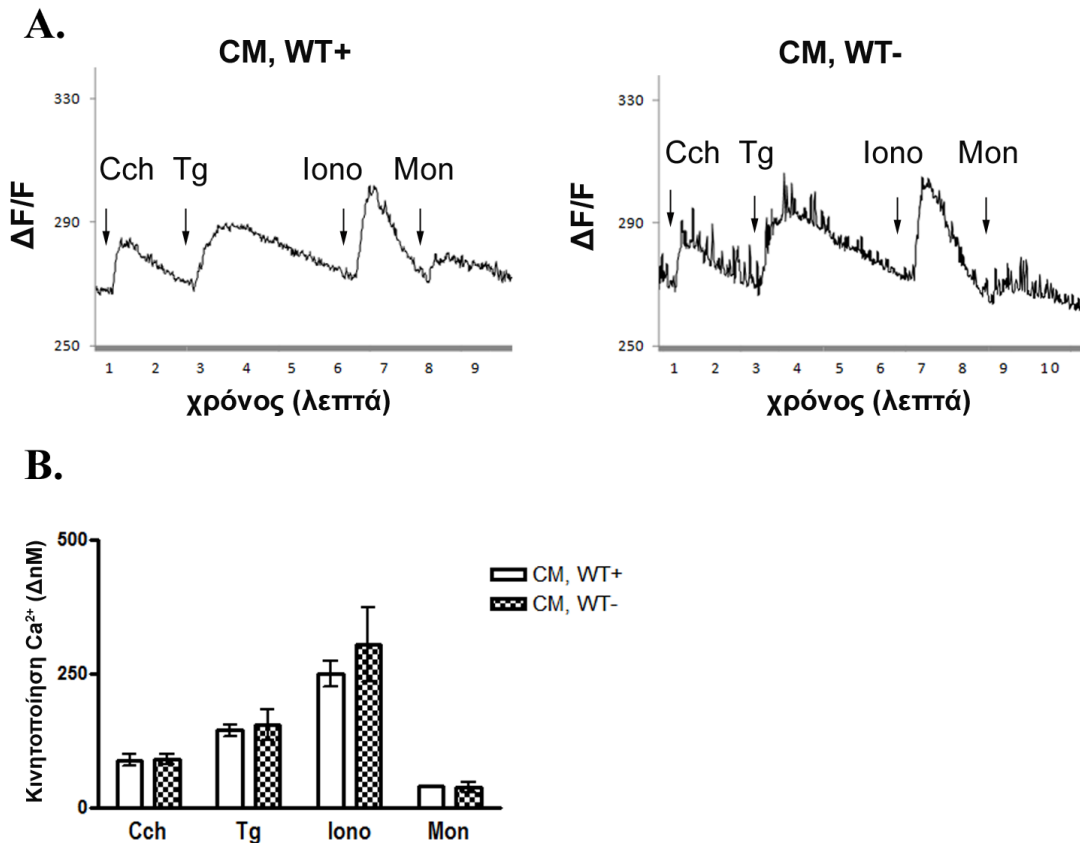 A.
CM, WT+
330
290
250
ΔF/F
Cch Tg Iono Mon
1 2 3 4 5 6 7 8 9
χρόνος (λεπτά)
CM, WT-
330
290
250
ΔF/F
Cch Tg Iono Mon
1 2 3 4 5 6 7 8 9 10
χρόνος (λεπτά)
B.
Κινητοποίηση Ca²⁺ (ΔnM)
500
250
0
CM, WT+
CM, WT-
Cch Tg Iono Mon